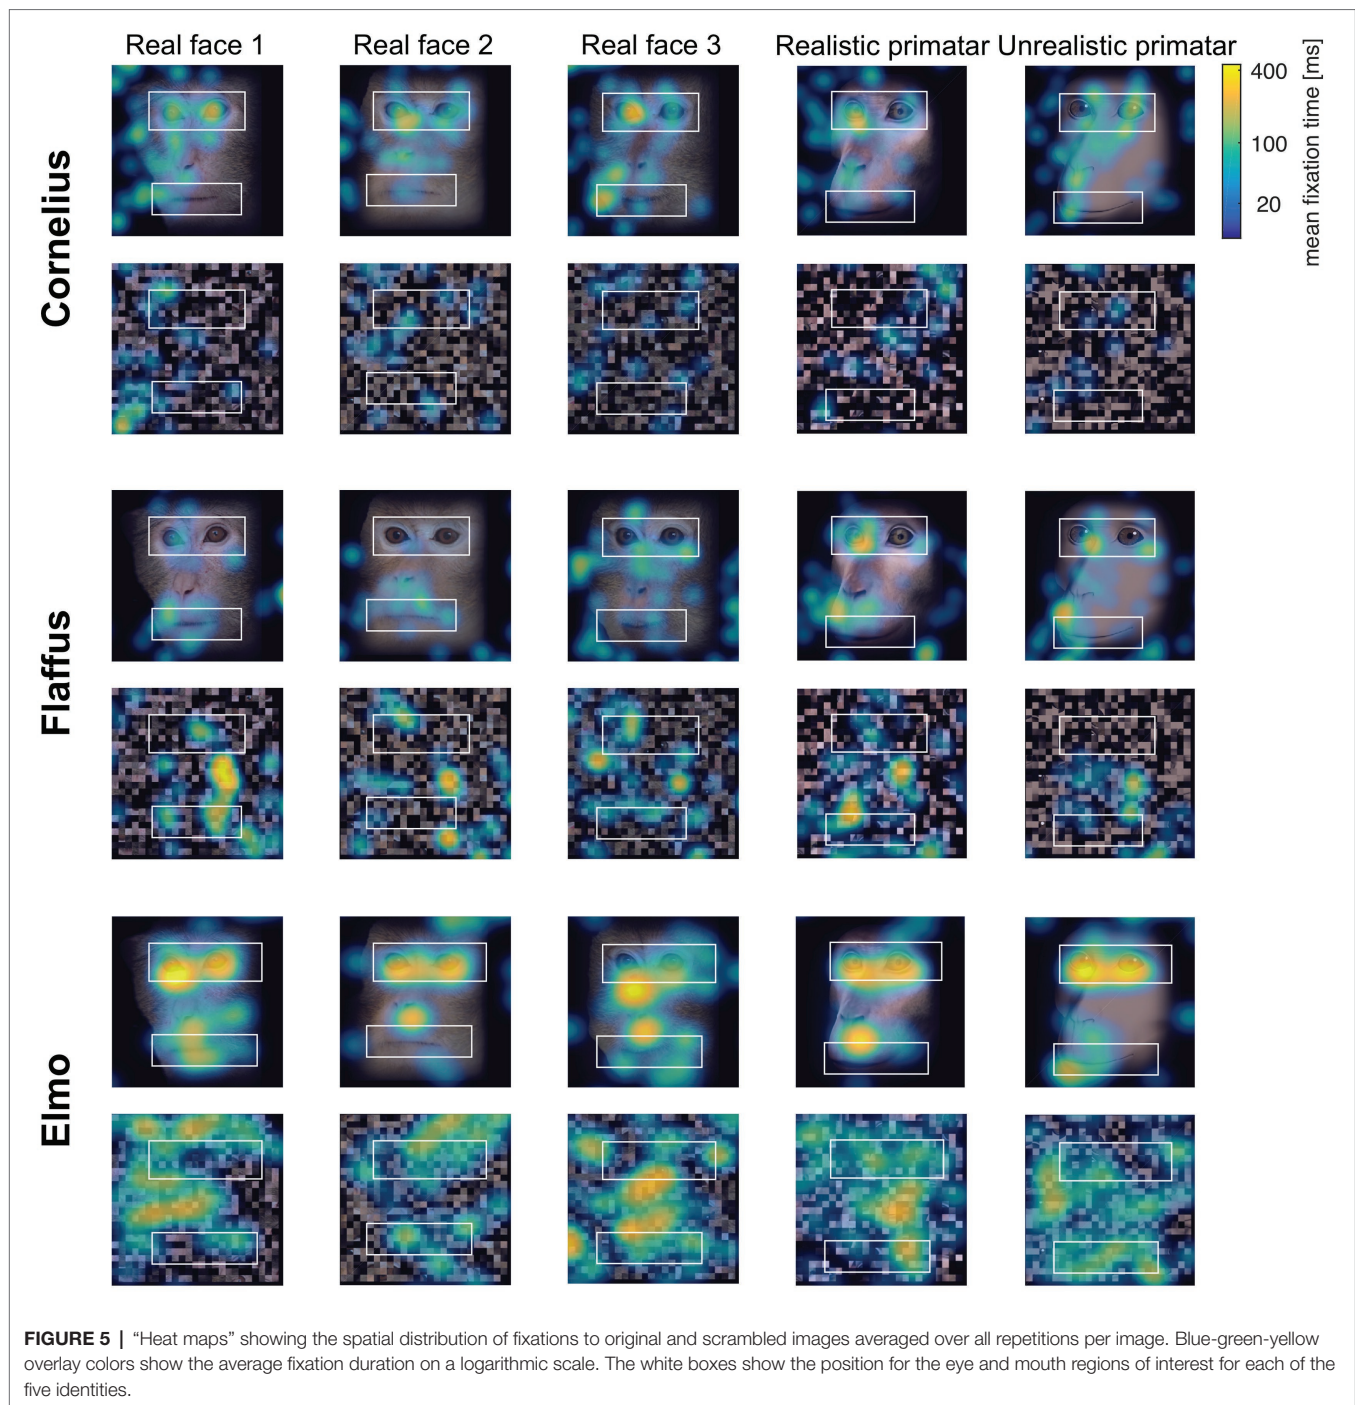 Real face 1
Real face 2
Real face 3
Realistic primatar
Unrealistic primatar
400
100
20
mean fixation time [ms]
Cornelius
Flaffus
Elmo
FIGURE 5 | “Heat maps” showing the spatial distribution of fixations to original and scrambled images averaged over all repetitions per image. Blue-green-yellow
overlay colors show the average fixation duration on a logarithmic scale. The white boxes show the position for the eye and mouth regions of interest for each of the
five identities.